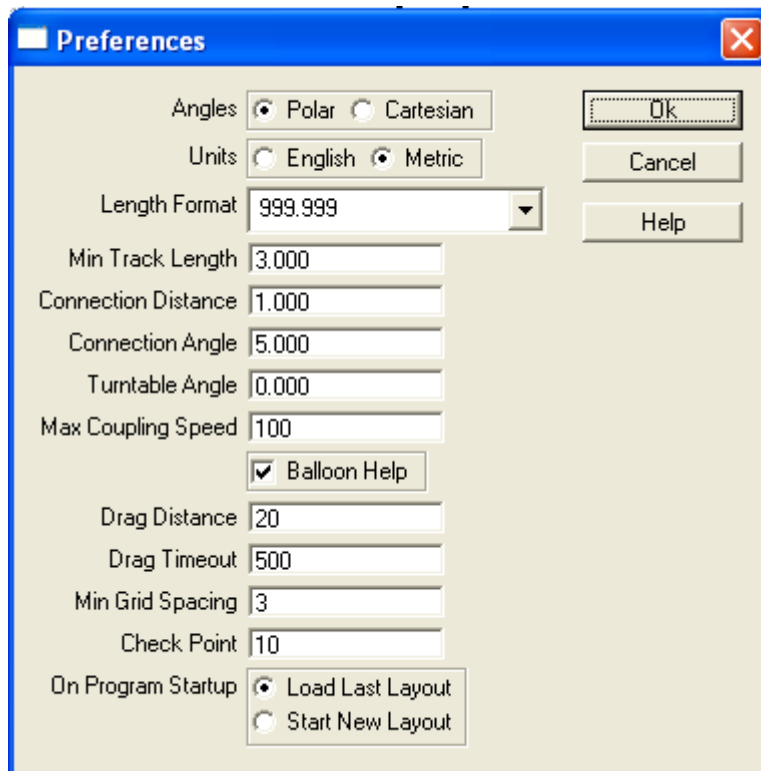 Preferences
Angles Polar Cartesian Ok
Units English Metric Cancel
Length Format 999.999 Help
Min Track Length 3.000
Connection Distance 1.000
Connection Angle 5.000
Turntable Angle 0.000
Max Coupling Speed 100
Balloon Help
Drag Distance 20
Drag Timeout 500
Min Grid Spacing 3
Check Point 10
On Program Startup Load Last Layout
Start New Layout